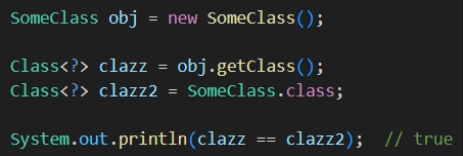 SomeClass obj = new SomeClass();
Class<?> clazz = obj.getClass();
Class<?> clazz2 = SomeClass.class;
System.out.println(clazz == clazz2);  // true